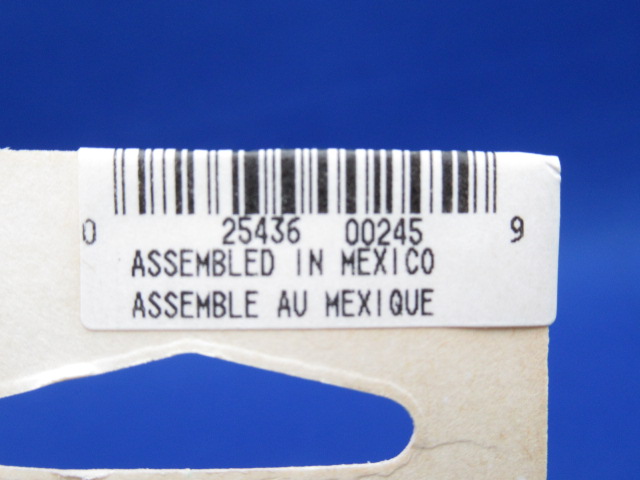 0 25436 00245 9
ASSEMBLED IN MEXICO
ASSEMBLE AU MEXIQUE